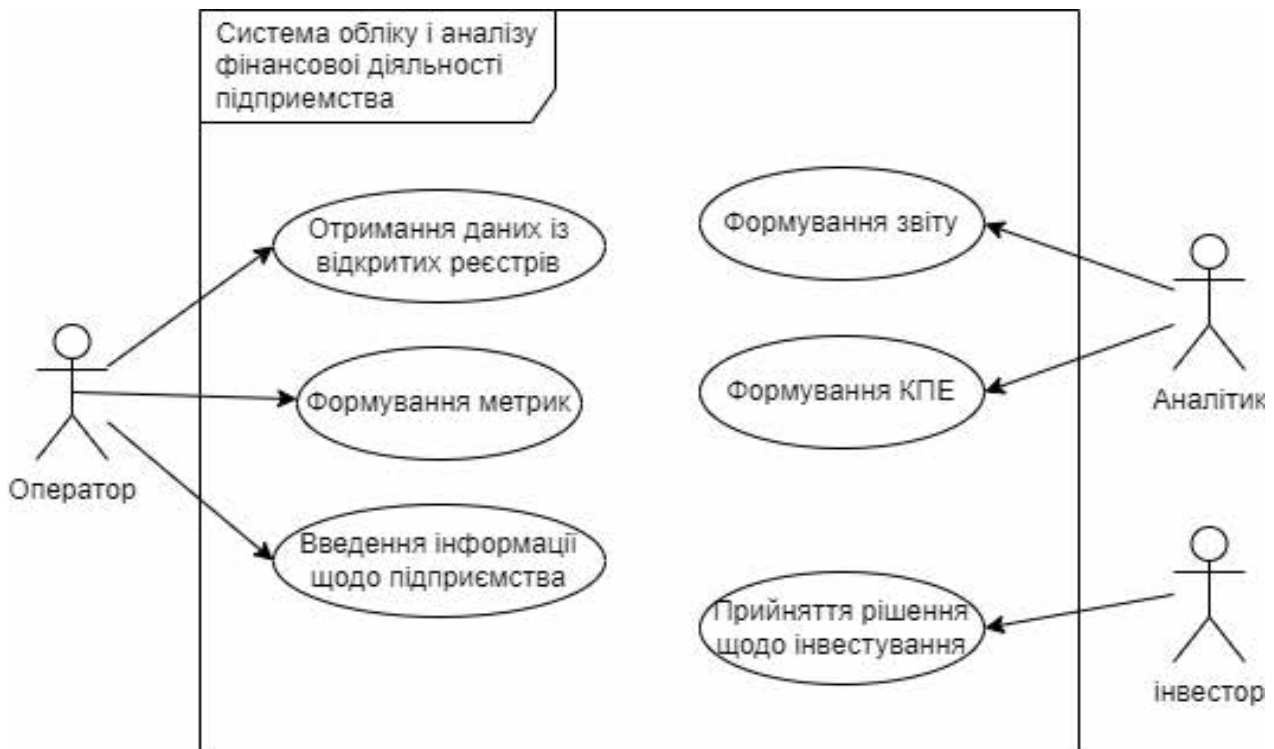 Система обліку і аналізу
фінансової діяльності
підприемства
Отримання даних із
відкритих реєстрів
Формування метрик
Введення інформації
щодо підприємства
Оператор
Формування звіту
Формування КПЕ
Аналітик
Прийняття рішення
щодо інвестування
інвестор